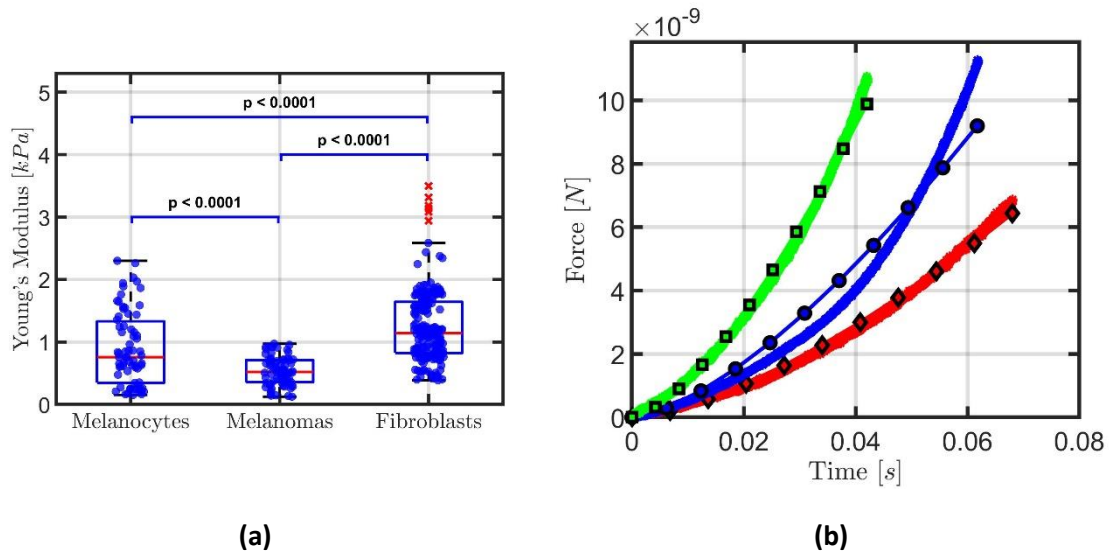 Young's Modulus [kPa]
5
4
3
2
1
0
p < 0.0001
p < 0.0001
p < 0.0001
Melanocytes Melanomas Fibroblasts
(a)
×10⁻⁹
Force [N]
10
8
6
4
2
0
0 0.02 0.04 0.06 0.08
Time [s]
(b)